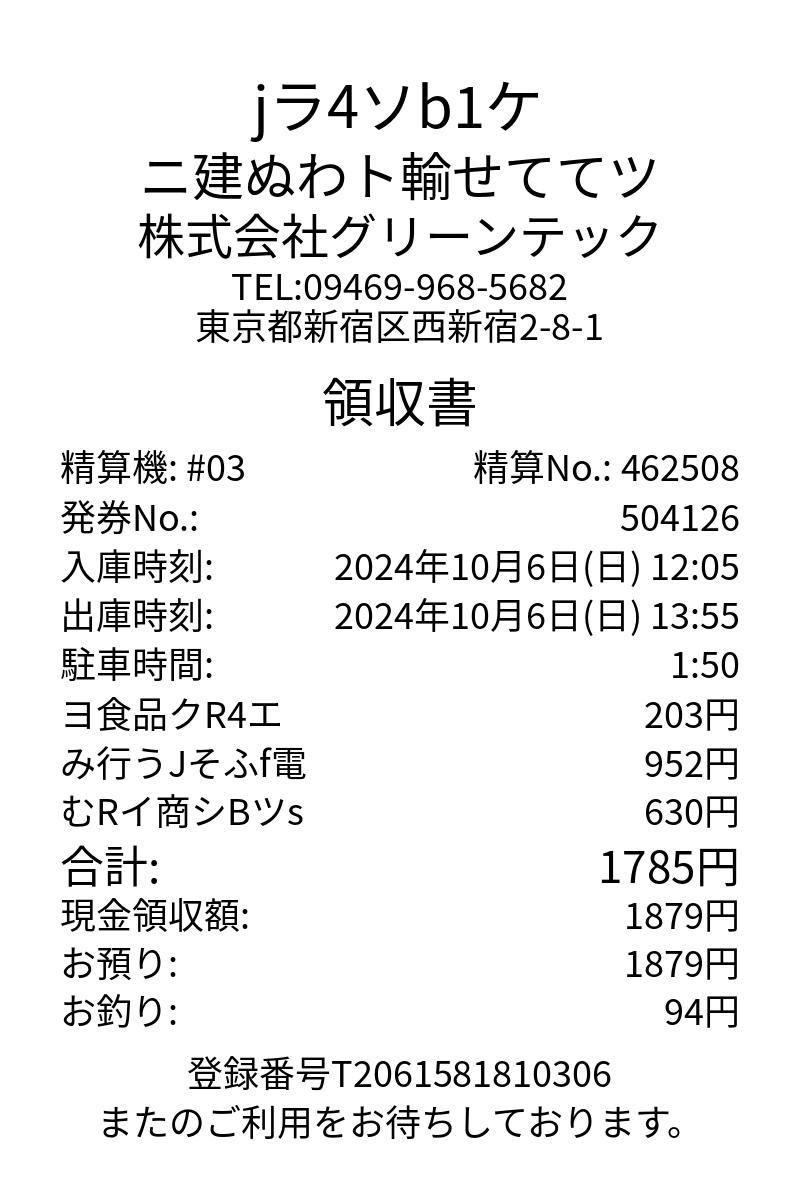 jラ4ソb1ケ
ニ建ぬわト輸せててツ
株式会社グリーンテック
TEL:09469-968-5682
東京都新宿区西新宿2-8-1
領収書
精算機: #03 精算No.: 462508
発券No.: 504126
入庫時刻: 2024年10月6日(日) 12:05
出庫時刻: 2024年10月6日(日) 13:55
駐車時間: 1:50
ヨ食品クR4エ 203円
み行うJそふf電 952円
むRイ商シBツs 630円
合計: 1785円
現金領収額: 1879円
お預り: 1879円
お釣り: 94円
登録番号T2061581810306
またのご利用をお待ちしております。